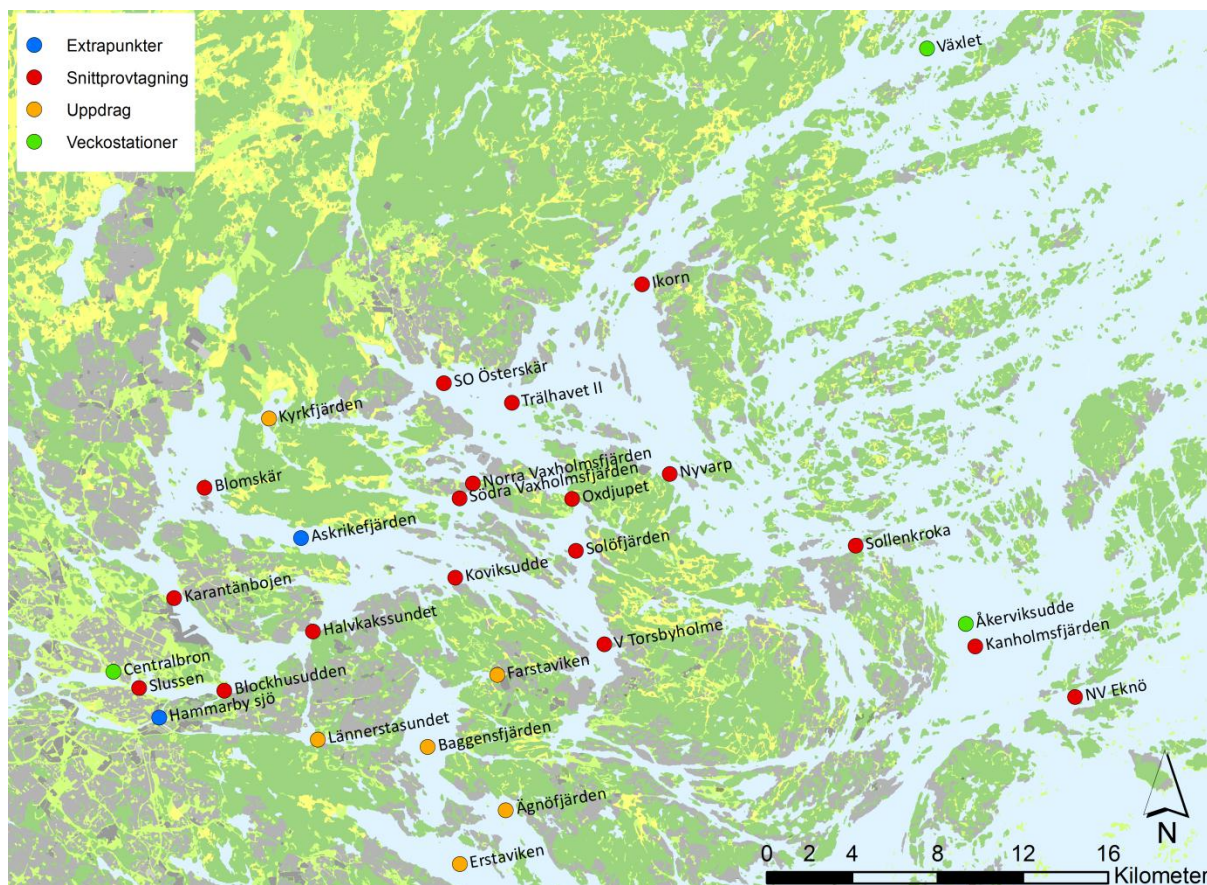 Extrapunkter
Snittprovtagning
Uppdrag
Veckostationer
Växlet
Ikorn
SO Österskär
Trälhavet II
Kyrkfjärden
Norra Vaxholmsfjärden
Södra Vaxholmsfjärden
Nyvarp
Oxdjupet
Blomskär
Askrikefjärden
Solöfjärden
Sollenkroka
Koviksudde
Karantänbojen
Halvkakssundet
Åkerviksudde
Kanholmsfjärden
V Torsbyholme
Centralbron
Farstaviken
Slussen
Blockhusudden
NV Eknö
Hammarby sjö
Lännerstasundet
Baggensfjärden
Ägnöfjärden
Erstaviken
N
0 2 4 8 12 16
Kilometer